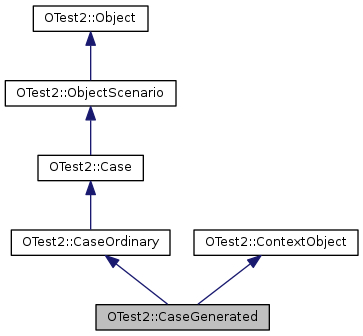 OTest2::Object
OTest2::ObjectScenario
OTest2::Case
OTest2::CaseOrdinary
OTest2::ContextObject
OTest2::CaseGenerated